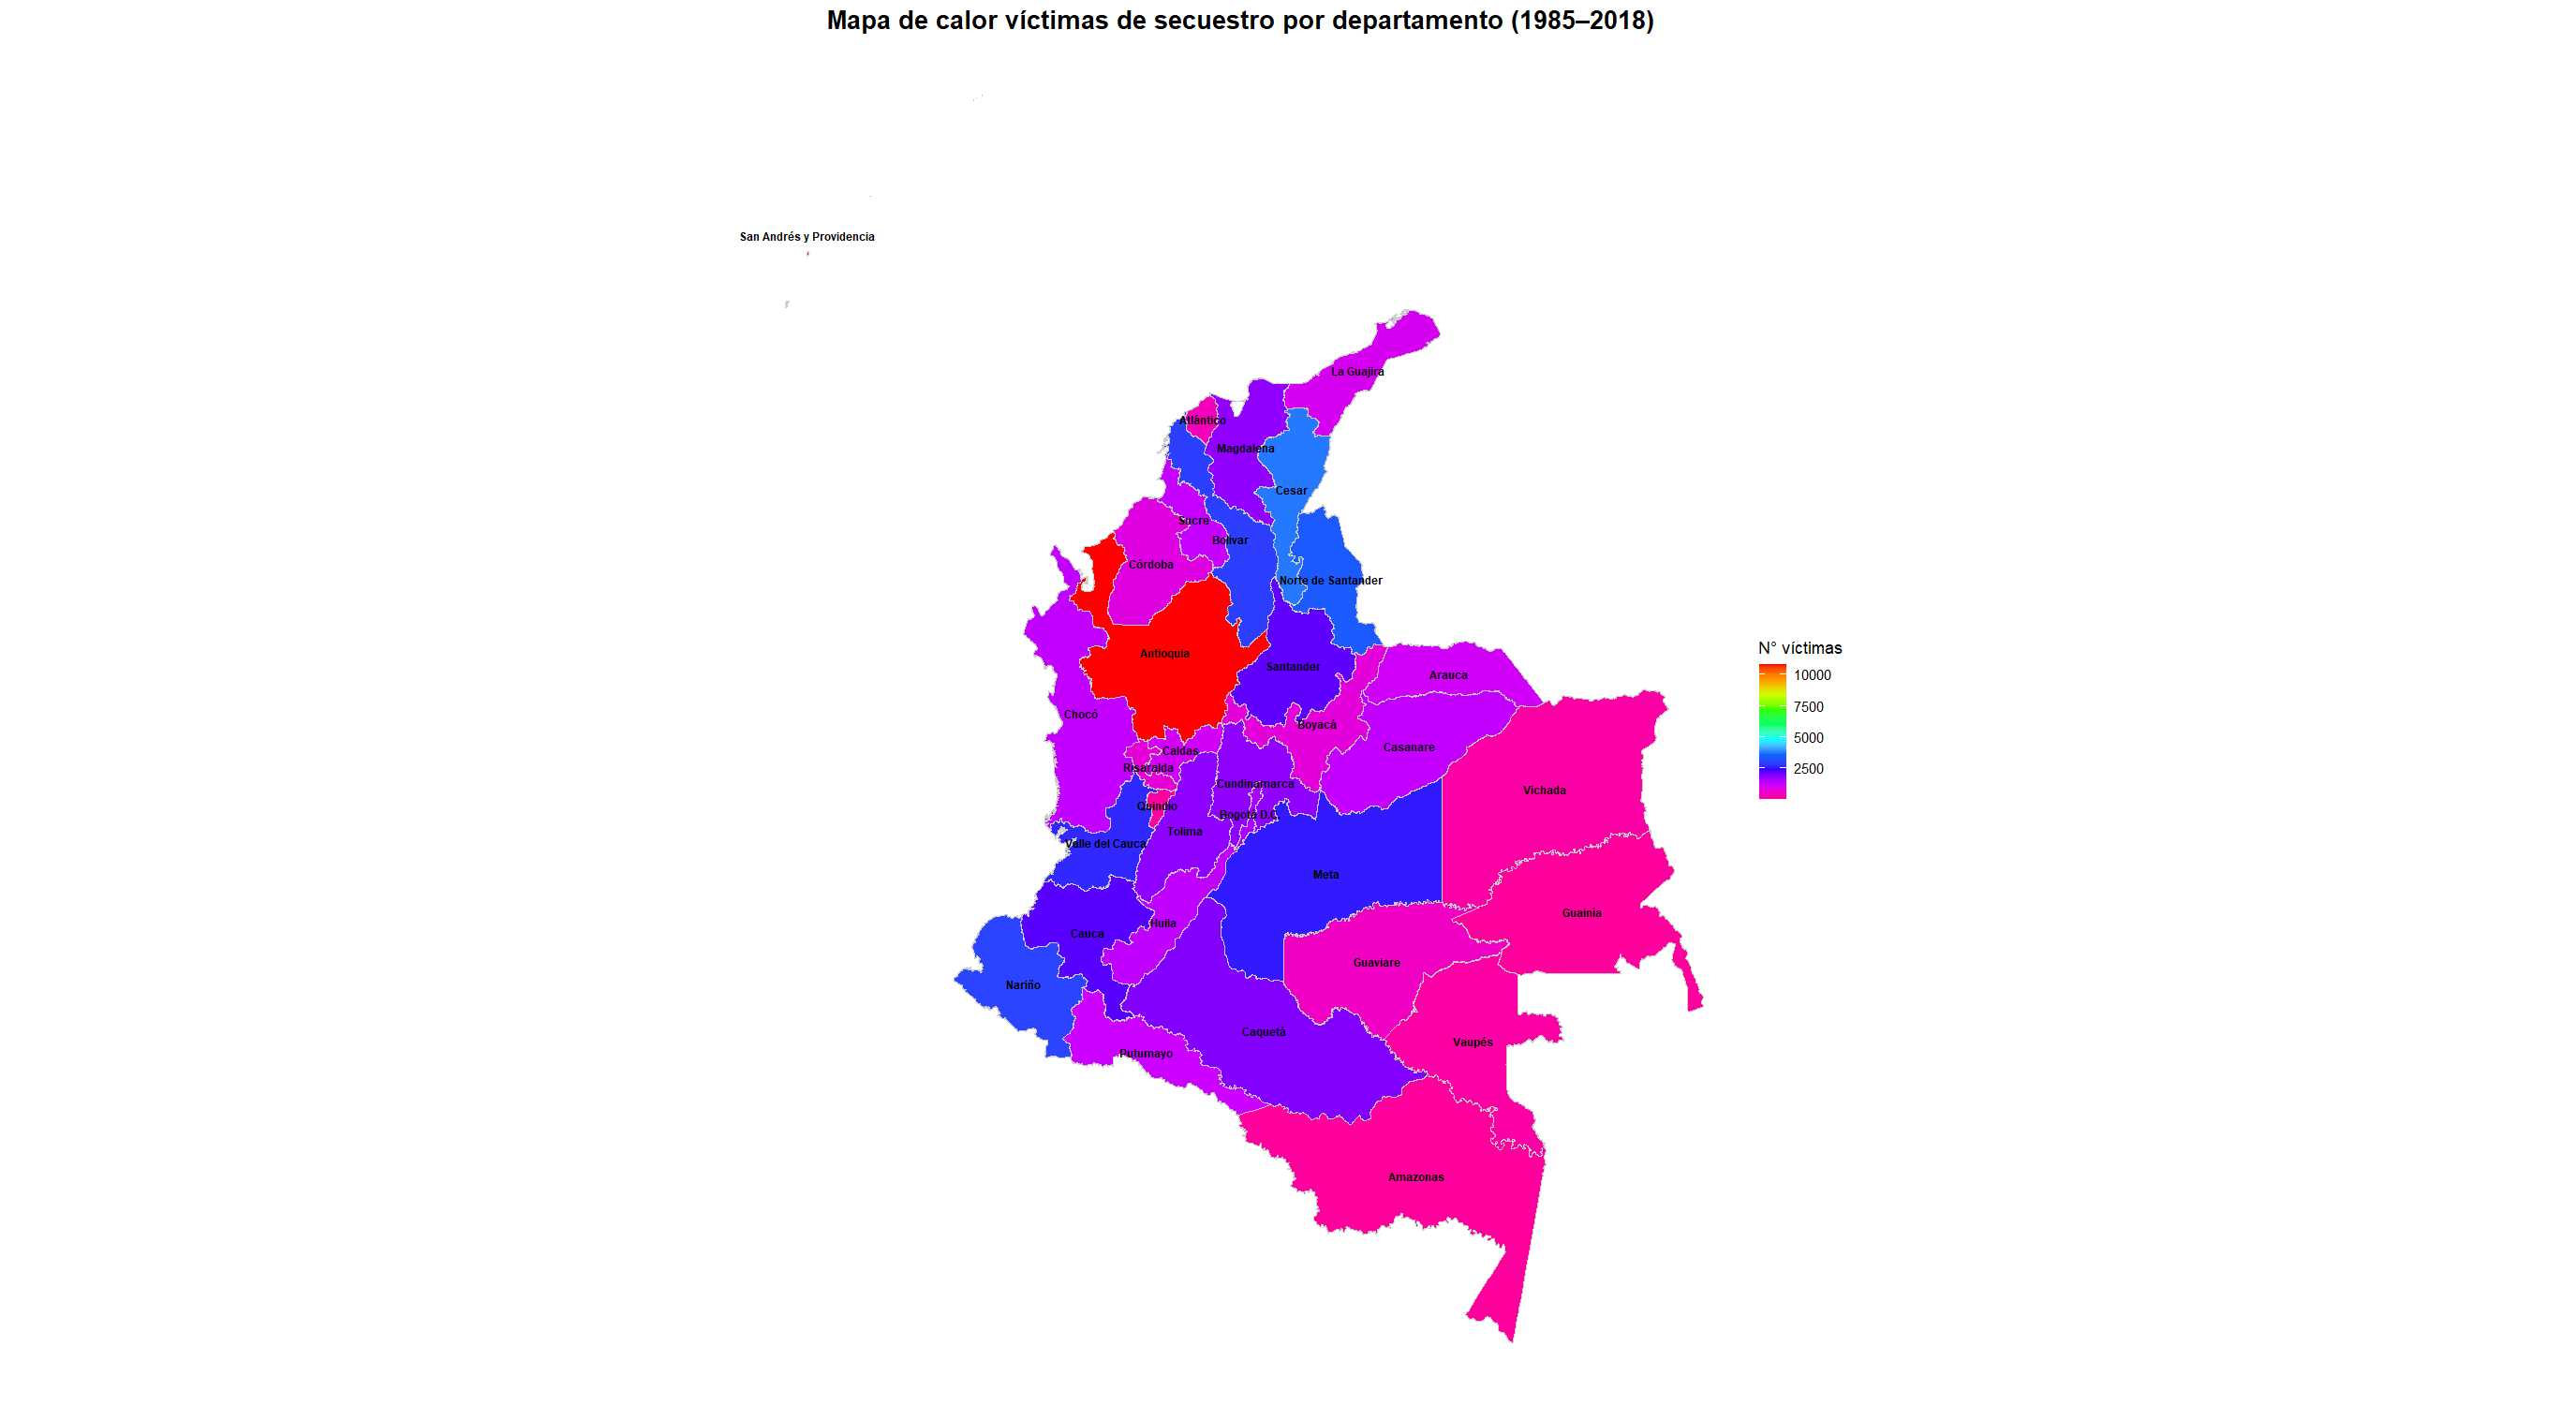 Mapa de calor víctimas de secuestro por departamento (1985–2018)
San Andrés y Providencia
La Guajira
Atlántico
Magdalena
Cesar
Sucre
Bolívar
Córdoba
Norte de Santander
Antioquia
Santander
Arauca
Chocó
Boyacá
Casanare
Caldas
Risaralda
Cundinamarca
Vichada
Quindío
Bogotá D.C.
Tolima
Valle del Cauca
Meta
Guainía
Huila
Cauca
Guaviare
Nariño
Caquetá
Vaupés
Putumayo
Amazonas
N° víctimas
10000
7500
5000
2500